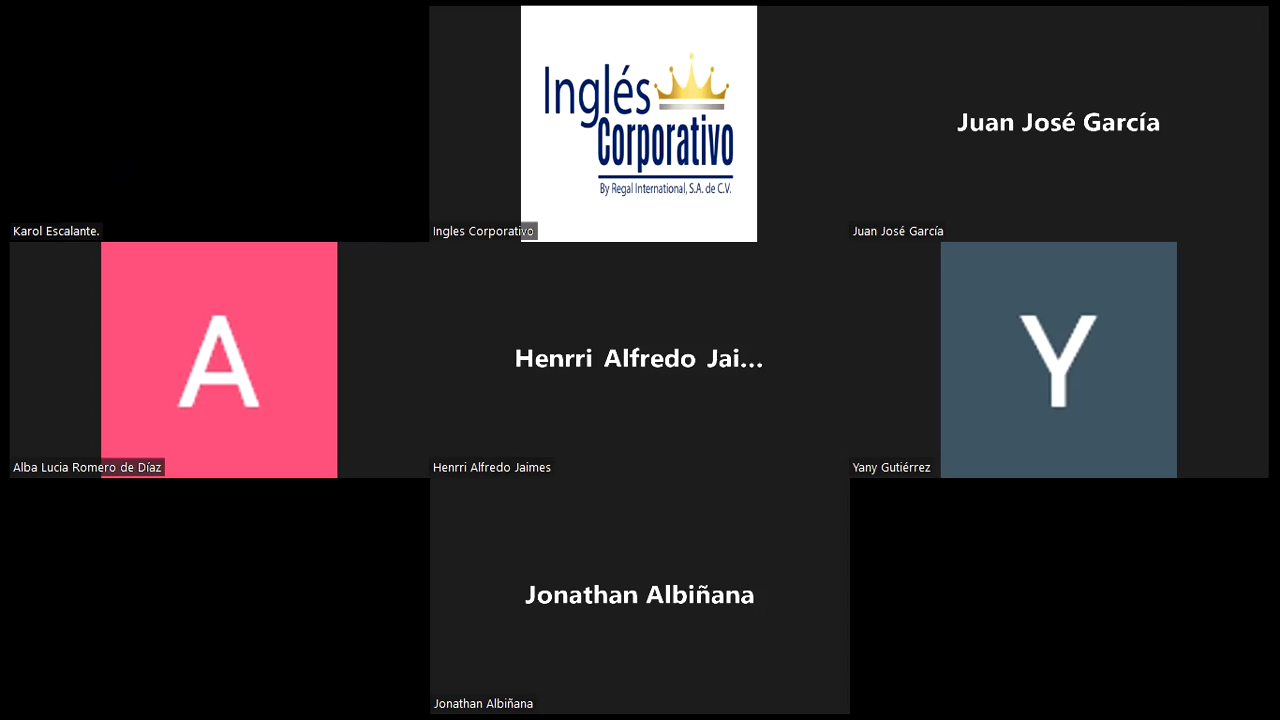 Karol Escalante.
Inglés
Corporativo
By Regal International, S.A. de C.V.
Ingles Corporativo
Juan José García
Juan José García
A
Alba Lucia Romero de Díaz
Henrri Alfredo Jai...
Henrri Alfredo Jaimes
Y
Yany Gutiérrez
Jonathan Albiñana
Jonathan Albiñana